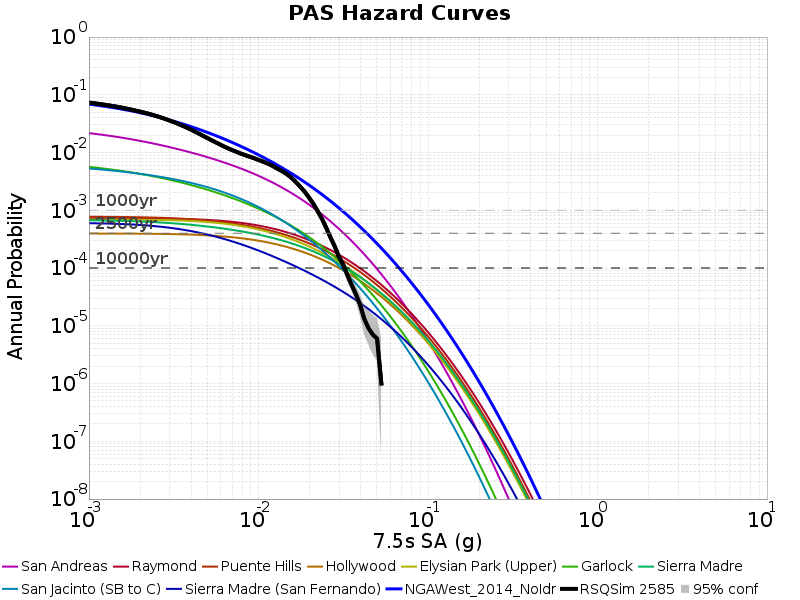 PAS Hazard Curves
Annual Probability
10^0
10^-1
10^-2
10^-3
10^-4
10^-5
10^-6
10^-7
10^-8
1000yr
2500yr
10000yr
10^-3 10^-2 10^-1 10^0 10^1
7.5s SA (g)
San Andreas Raymond Puente Hills Hollywood Elysian Park (Upper) Garlock Sierra Madre
San Jacinto (SB to C) Sierra Madre (San Fernando) NGAWest_2014_NoIdr RSQSim 2585 95% conf